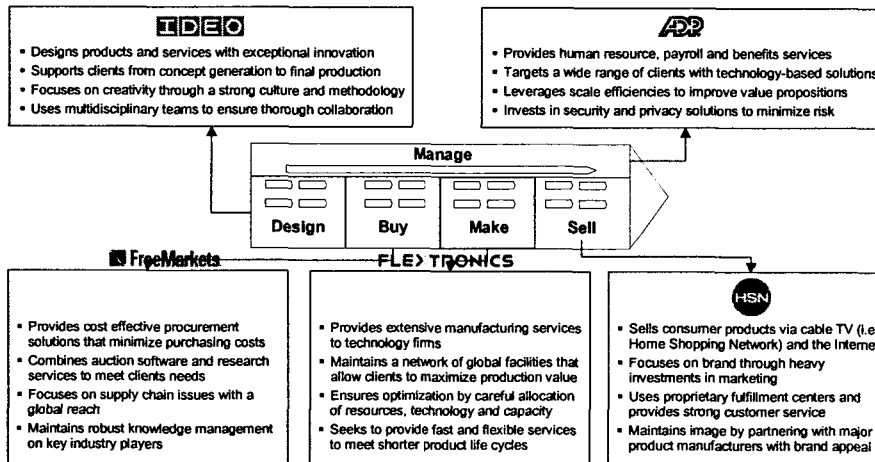 IDEO
• Designs products and services with exceptional innovation
• Supports clients from concept generation to final production
• Focuses on creativity through a strong culture and methodology
• Uses multidisciplinary teams to ensure thorough collaboration
ADP
• Provides human resource, payroll and benefits services
• Targets a wide range of clients with technology-based solutions
• Leverages scale efficiencies to improve value propositions
• Invests in security and privacy solutions to minimize risk
Manage
Design
Buy
Make
Sell
FreeMarkets
• Provides cost effective procurement
solutions that minimize purchasing costs
• Combines auction software and research
services to meet clients needs
• Focuses on supply chain issues with a
global reach
• Maintains robust knowledge management
on key industry players
FLEXTRONICS
• Provides extensive manufacturing services
to technology firms
• Maintains a network of global facilities that
allow clients to maximize production value
• Ensures optimization by careful allocation
of resources, technology and capacity
• Seeks to provide fast and flexible services
to meet shorter product life cycles
HSN
• Sells consumer products via cable TV (i.e
Home Shopping Network) and the Interne
• Focuses on brand through heavy
investments in marketing
• Uses proprietary fulfillment centers and
provides strong customer service
• Maintains image by partnering with major
product manufacturers with brand appeal